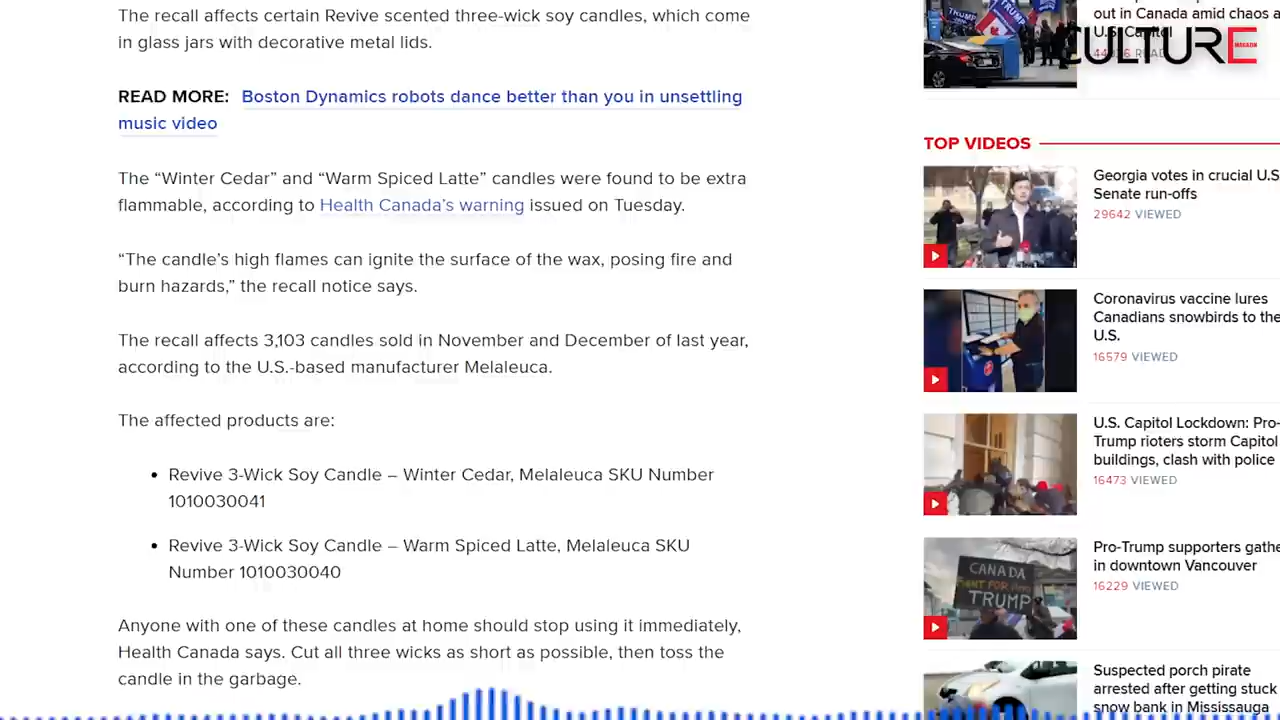 The recall affects certain Revive scented three-wick soy candles, which come
in glass jars with decorative metal lids.
READ MORE: Boston Dynamics robots dance better than you in unsettling
music video
The “Winter Cedar” and “Warm Spiced Latte” candles were found to be extra
flammable, according to Health Canada’s warning issued on Tuesday.
“The candle’s high flames can ignite the surface of the wax, posing fire and
burn hazards,” the recall notice says.
The recall affects 3,103 candles sold in November and December of last year,
according to the U.S.-based manufacturer Melaleuca.
The affected products are:
• Revive 3-Wick Soy Candle – Winter Cedar, Melaleuca SKU Number
1010030041
• Revive 3-Wick Soy Candle – Warm Spiced Latte, Melaleuca SKU
Number 1010030040
Anyone with one of these candles at home should stop using it immediately,
Health Canada says. Cut all three wicks as short as possible, then toss the
candle in the garbage.
TRUMP
TRUMP
out in Canada amid chaos a
U.S. Capitol
READ
CULTURE
MAGAZIN
TOP VIDEOS
Georgia votes in crucial U.S
Senate run-offs
29642 VIEWED
Coronavirus vaccine lures
Canadians snowbirds to the
U.S.
16579 VIEWED
U.S. Capitol Lockdown: Pro-
Trump rioters storm Capitol
buildings, clash with police
16473 VIEWED
Pro-Trump supporters gathe
in downtown Vancouver
16229 VIEWED
CANADA
TRUMP
Suspected porch pirate
arrested after getting stuck
snow bank in Mississauga